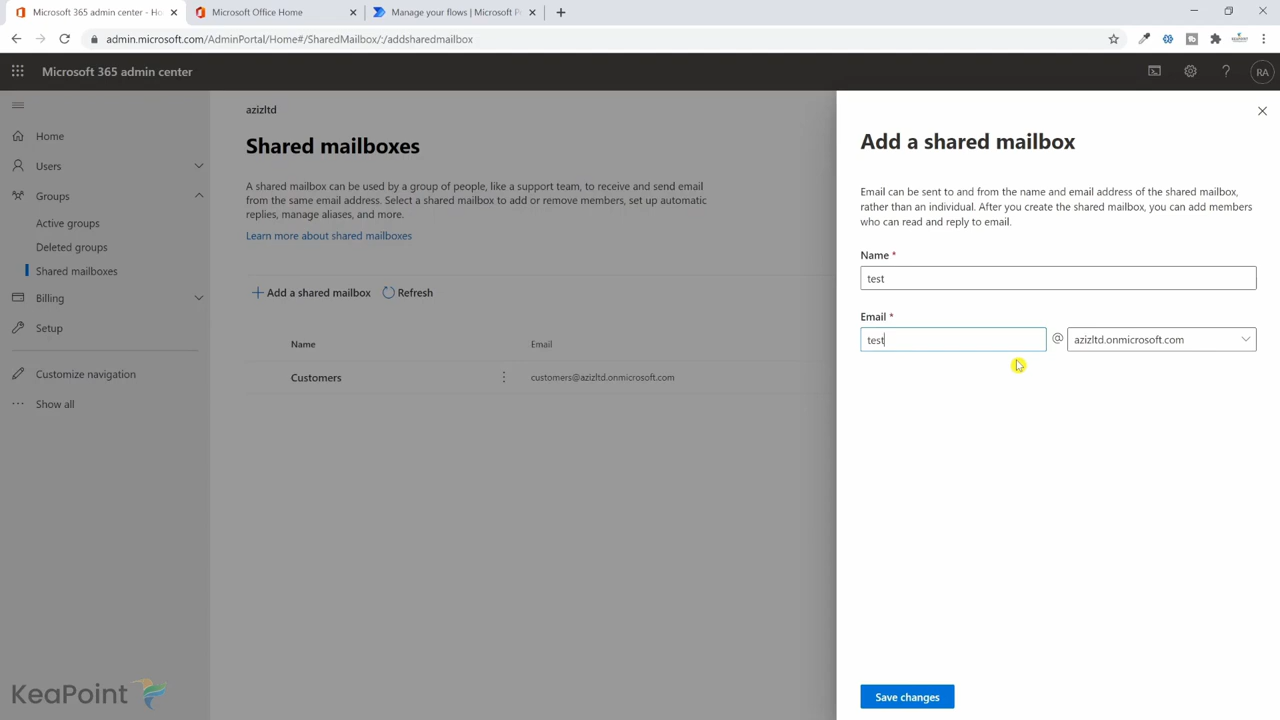 Microsoft 365 admin center - Ho
Microsoft Office Home
Manage your flows | Microsoft P
admin.microsoft.com/AdminPortal/Home#/SharedMailbox/:/addsharedmailbox
Microsoft 365 admin center
RA
Home
Users
Groups
Active groups
Deleted groups
Shared mailboxes
Billing
Setup
Customize navigation
Show all
azizltd
Shared mailboxes
A shared mailbox can be used by a group of people, like a support team, to receive and send email
from the same email address. Select a shared mailbox to add or remove members, set up automatic
replies, manage aliases, and more.
Learn more about shared mailboxes
Add a shared mailbox
Refresh
Name
Email
Customers
customers@azizltd.onmicrosoft.com
Add a shared mailbox
Email can be sent to and from the name and email address of the shared mailbox,
rather than an individual. After you create the shared mailbox, you can add members
who can read and reply to email.
Name *
test
Email *
test
@
azizltd.onmicrosoft.com
Save changes
KeaPoint